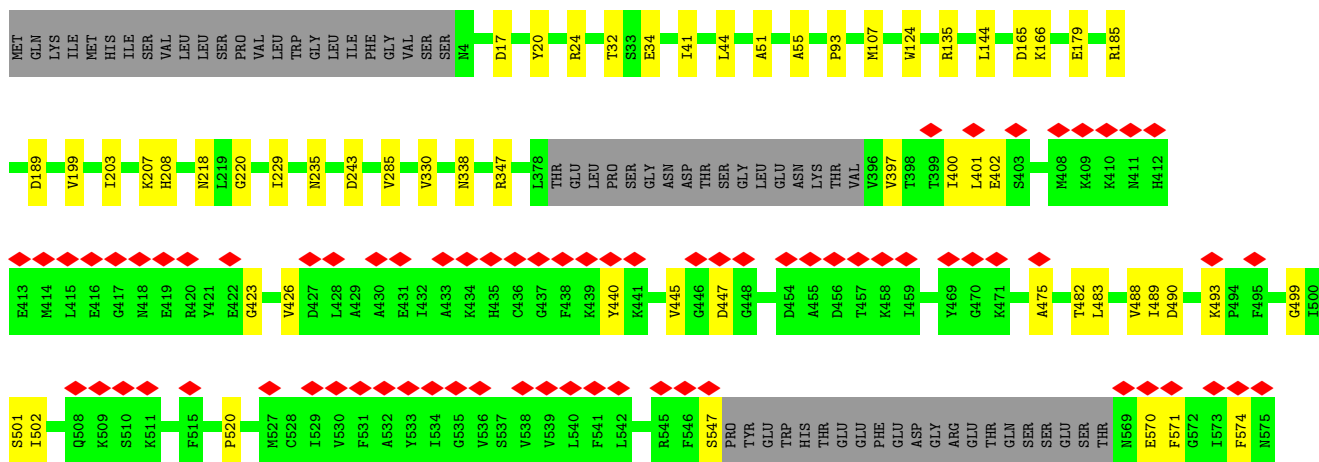 MET GLN LYS ILE MET HIS ILE SER VAL LEU LEU SER PRO VAL LEU TRP GLY LEU ILE PHE GLY VAL SER SER N4 D17 Y20 R24 T32 S33 E34 I41 L44 A51 A55 P93 M107 W124 R135 L144 D165 K166 E179 R185
D189 V199 I203 K207 H208 N218 L219 G220 I229 N235 D243 V285 V330 N338 R347 L378 THR GLU LEU PRO SER GLY ASN ASP THR SER GLY LEU GLU ASN LYS THR VAL V396 V397 T398 T399 I400 L401 E402 S403 M408 K409 K410 N411 H412
E413 M414 L415 E416 G417 N418 E419 R420 Y421 E422 G423 V426 D427 L428 A429 A430 E431 I432 A433 K434 H435 C436 G437 F438 K439 Y440 K441 V445 G446 D447 G448 D454 A455 D456 T457 K458 I459 Y469 G470 K471 A475 T482 L483 V488 I489 D490 K493 P494 F495 G499 I500
S501 I502 Q508 K509 S510 K511 F515 P520 M527 C528 I529 V530 F531 A532 Y533 I534 G535 V536 S537 V538 V539 L540 F541 L542 R545 F546 S547 PRO TYR GLU TRP HIS THR GLU GLU PHE GLU ASP GLY ARG GLU THR GLN SER SER GLU SER THR N569 E570 F571 G572 I573 F574 N575